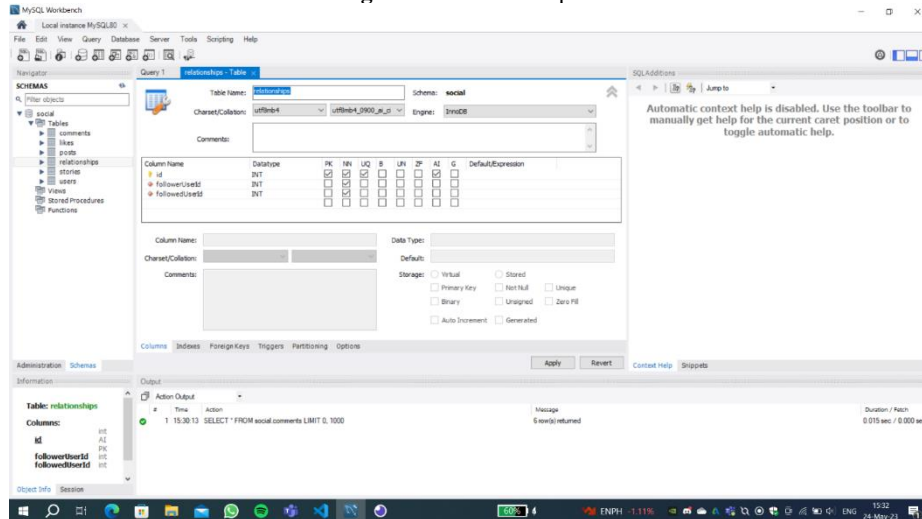 MySQL Workbench
Local instance MySQL80
File Edit View Query Database Server Tools Scripting Help
Navigator
SCHEMAS
Filter objects
social
Tables
comments
likes
posts
relationships
stories
users
Views
Stored Procedures
Functions
Administration Schemas
Query 1 relationships - Table
Table Name: relationships Schema: social
Charset/Collation: utf8mb4 utf8mb4_0900_ai_ci Engine: InnoDB
Comments:
Column Name Datatype PK NN UQ B UN ZF AI G Default/Expression
id INT
followerUserId INT
followedUserId INT
Column Name: Data Type:
Charset/Collation: Default:
Comments: Storage: Virtual Stored
Primary Key Not Null Unique
Binary Unsigned Zero Fill
Auto Increment Generated
Columns Indexes Foreign Keys Triggers Partitioning Options
Apply Revert
SQLAdditions
Jump to
Automatic context help is disabled. Use the toolbar to
manually get help for the current caret position or to
toggle automatic help.
Context Help Snippets
Information
Table: relationships
Columns:
id int AI PK
followerUserId int
followedUserId int
Object Info Session
Output
Action Output
# Time Action Message Duration / Fetch
1 15:30:13 SELECT * FROM social.comments LIMIT 0, 1000 6 row(s) returned 0.015 sec / 0.000 se
60% ENPH -1.11% ENG 15:32
24-May-23